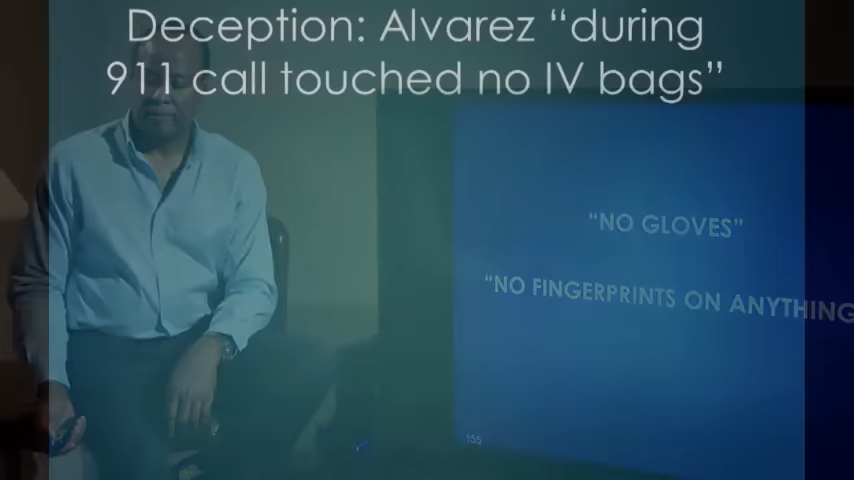 Deception: Alvarez “during
911 call touched no IV bags”
“NO GLOVES”
“NO FINGERPRINTS ON ANYTHING
155